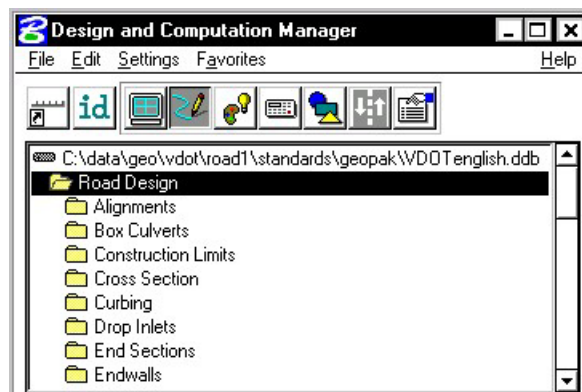 Design and Computation Manager
File Edit Settings Favorites Help
id
C:\data\geo\vdot\road1\standards\geopak\VDOTenglish.ddb
Road Design
Alignments
Box Culverts
Construction Limits
Cross Section
Curbing
Drop Inlets
End Sections
Endwalls